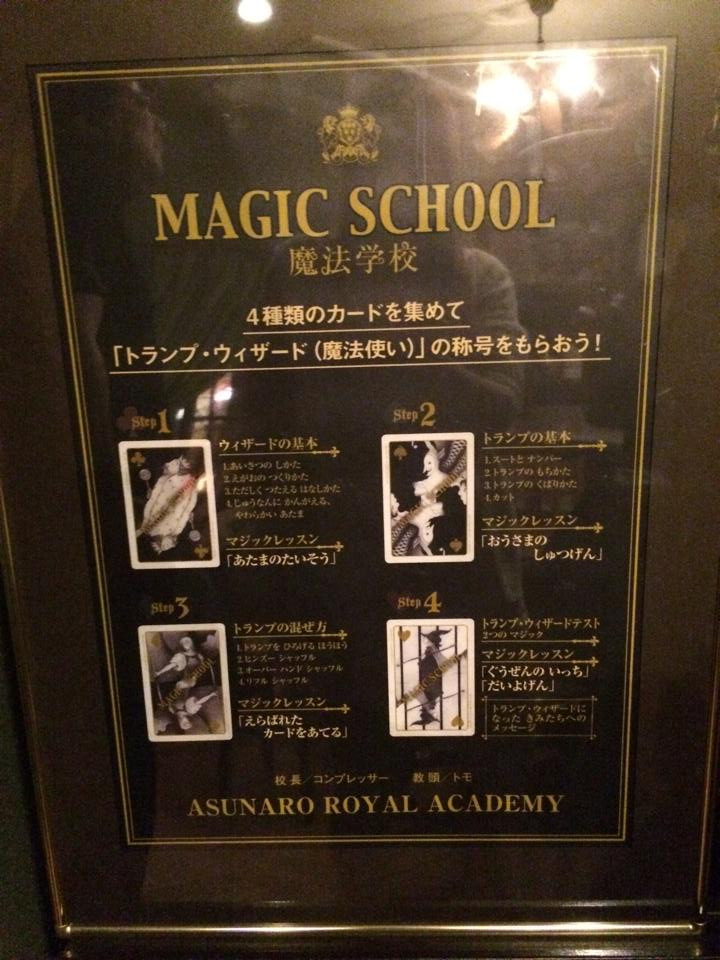 MAGIC SCHOOL
魔法学校
4種類のカードを集めて
「トランプ・ウィザード(魔法使い)」の称号をもらおう!
Step1
ウィザードの基本
1.あいさつの しかた
2.えがおの つくりかた
3.ただしく つたえる はなしかた
4.じゅうなんに かんがえる、
やわらかい あたま
マジックレッスン
「あたまのたいそう」
Step2
トランプの基本
1.スートと ナンバー
2.トランプの もちかた
3.トランプの くばりかた
4.カット
マジックレッスン
「おうさまの
しゅつげん」
Step3
MAGIC SCHOOL
トランプの混ぜ方
1.トランプを ひろげる ほうほう
2.ヒンズー シャッフル
3.オーバー ハンド シャッフル
4.リフル シャッフル
マジックレッスン
「えらばれた
カードをあてる」
Step4
トランプ・ウィザードテスト
2つの マジック
マジックレッスン
「ぐうぜんの いっち」
「だいよげん」
トランプ・ウィザードに
なった きみたちへの
メッセージ
校長/コンプレッサー 教頭/トモ
ASUNARO ROYAL ACADEMY